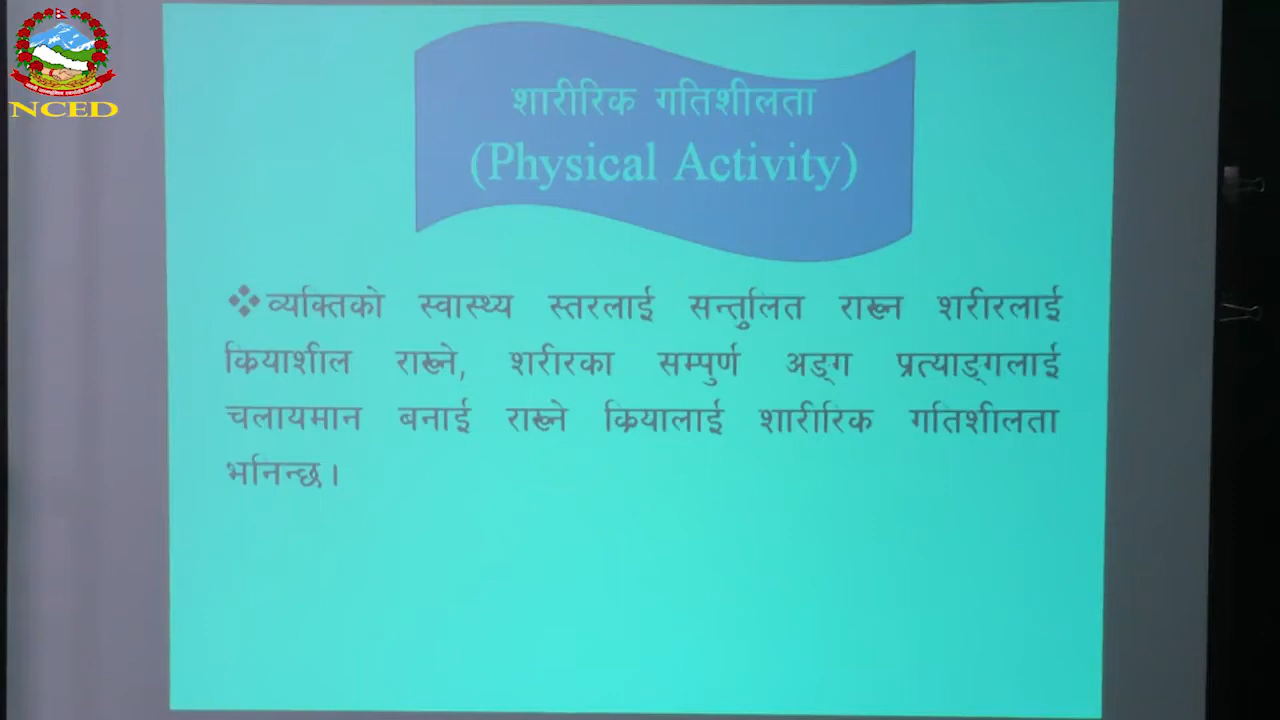 NCED
शारीरिक गतिशीलता
(Physical Activity)
❖व्यक्तिको स्वास्थ्य स्तरलाई सन्तुलित राख्न शरीरलाई
क्रियाशील राख्ने, शरीरका सम्पुर्ण अङ्ग प्रत्याङ्गलाई
चलायमान बनाई राख्ने क्रियालाई शारीरिक गतिशीलता
भनिन्छ।